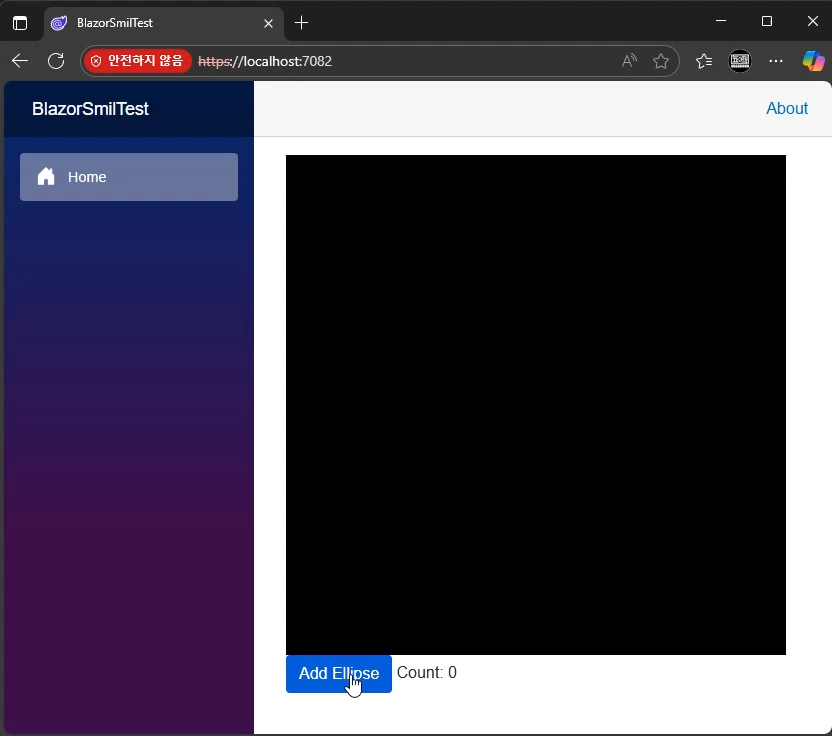 BlazorSmilTest
안전하지 않음 https://localhost:7082
BlazorSmilTest
About
Home
Add Ellipse Count: 0